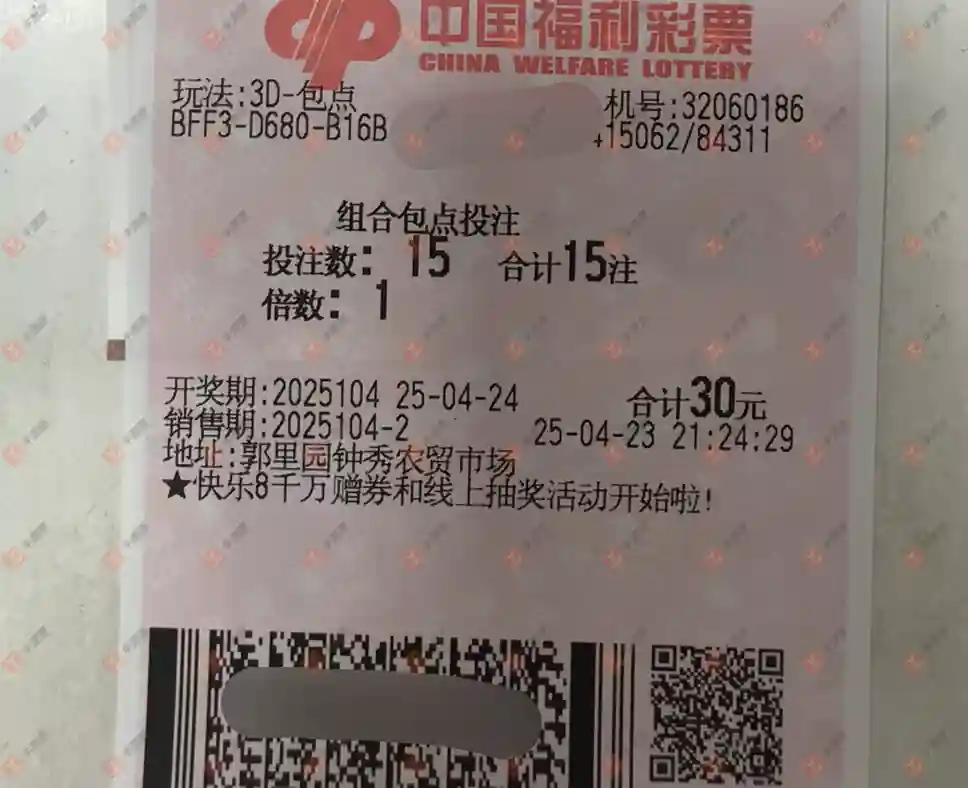 中国福利彩票
CHINA WELFARE LOTTERY
玩法:3D-包点 机号:32060186
BFF3-D680-B16B +15062/84311
组合包点投注
投注数: 15 合计15注
倍数: 1
开奖期:2025104 25-04-24 合计30元
销售期:2025104-2 25-04-23 21:24:29
地址:郭里园钟秀农贸市场
★快乐8千万赠券和线上抽奖活动开始啦!